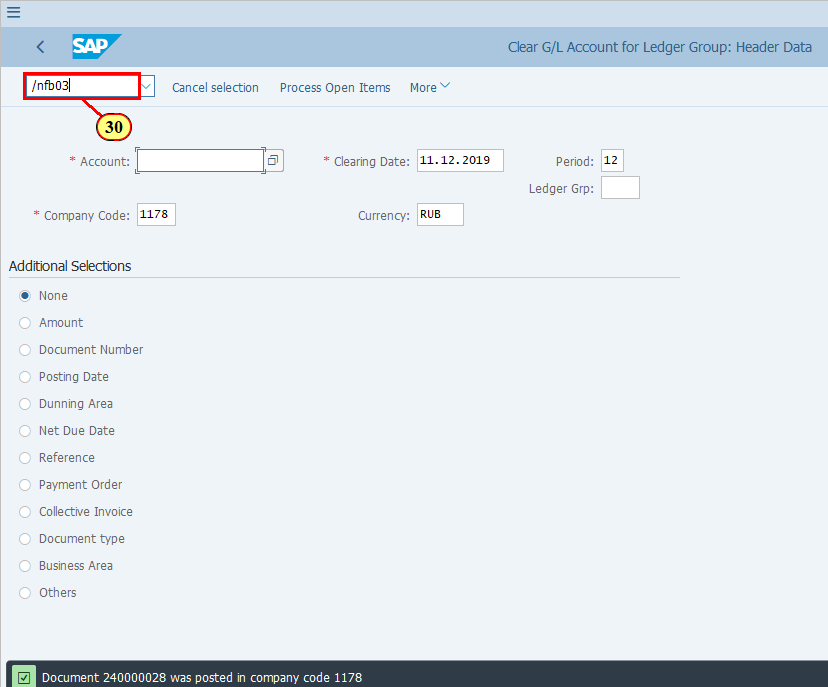 SAP
Clear G/L Account for Ledger Group: Header Data
/nfb03
Cancel selection Process Open Items More
30
* Account: * Clearing Date: 11.12.2019 Period: 12
Ledger Grp:
* Company Code: 1178 Currency: RUB
Additional Selections
None
Amount
Document Number
Posting Date
Dunning Area
Net Due Date
Reference
Payment Order
Collective Invoice
Document type
Business Area
Others
Document 240000028 was posted in company code 1178